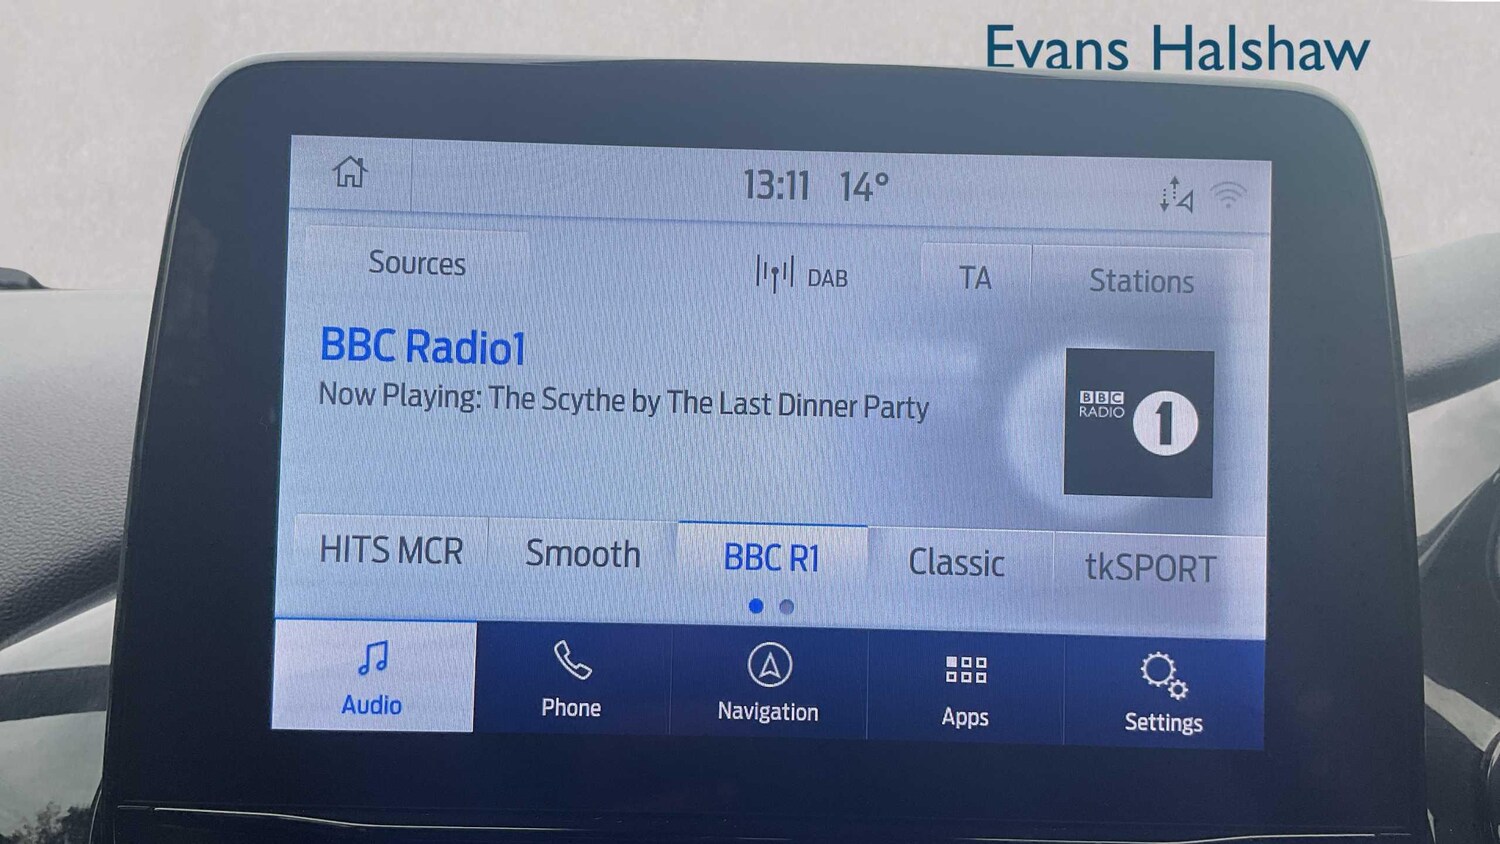 Evans Halshaw
13:11 14°
Sources DAB TA Stations
BBC Radio1
Now Playing: The Scythe by The Last Dinner Party
BBC
RADIO 1
HITS MCR Smooth BBC R1 Classic tkSPORT
Audio Phone Navigation Apps Settings